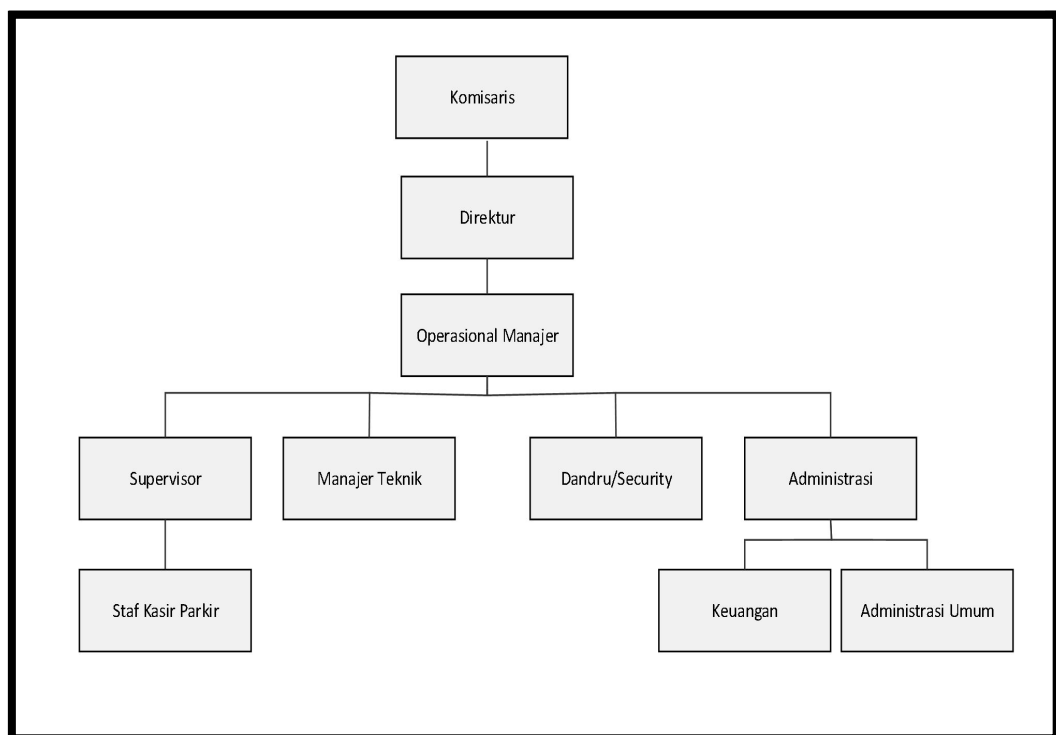 Komisaris
Direktur
Operasional Manajer
Supervisor
Manajer Teknik
Dandru/Security
Administrasi
Staf Kasir Parkir
Keuangan
Administrasi Umum